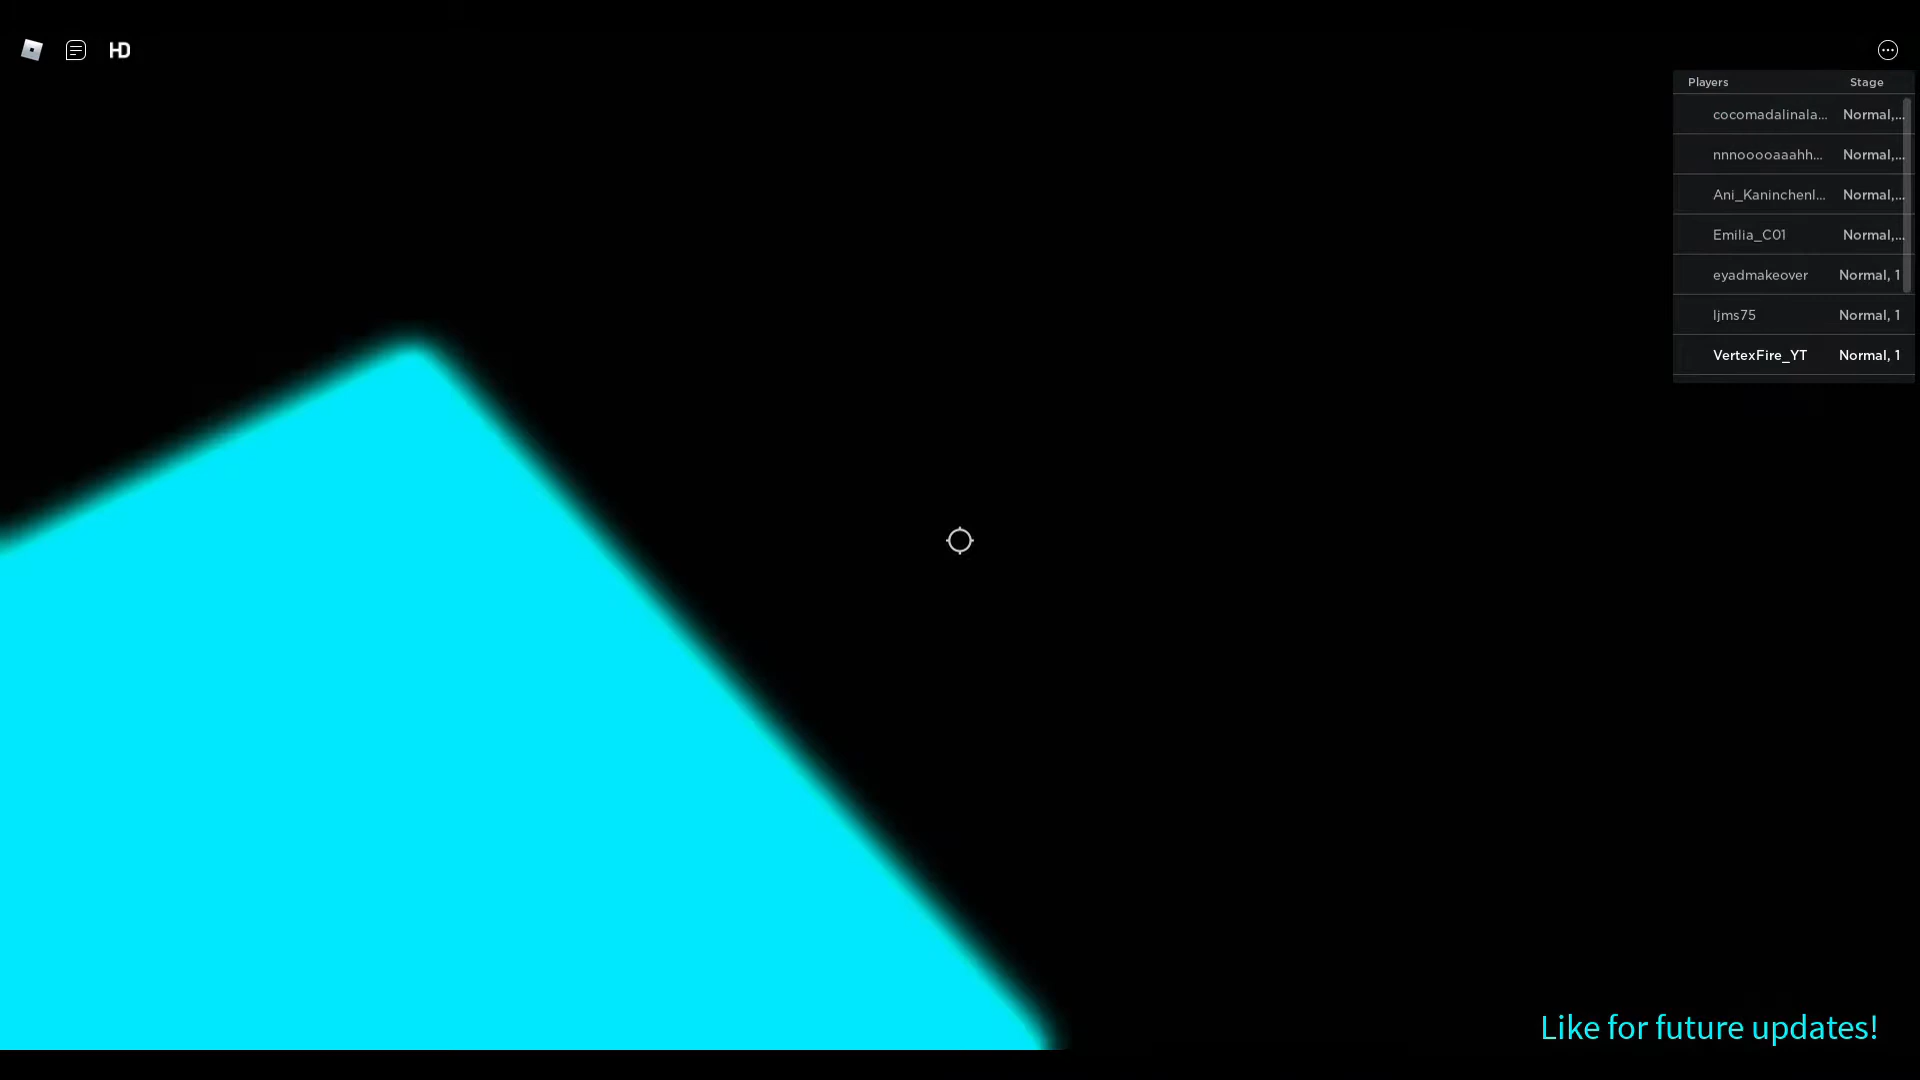 HD
Players Stage
cocomadalinala... Normal,...
nnnooooaaahh... Normal,...
Ani_Kaninchenl... Normal,...
Emilia_C01 Normal,...
eyadmakeover Normal, 1
ljms75 Normal, 1
VertexFire_YT Normal, 1
Like for future updates!